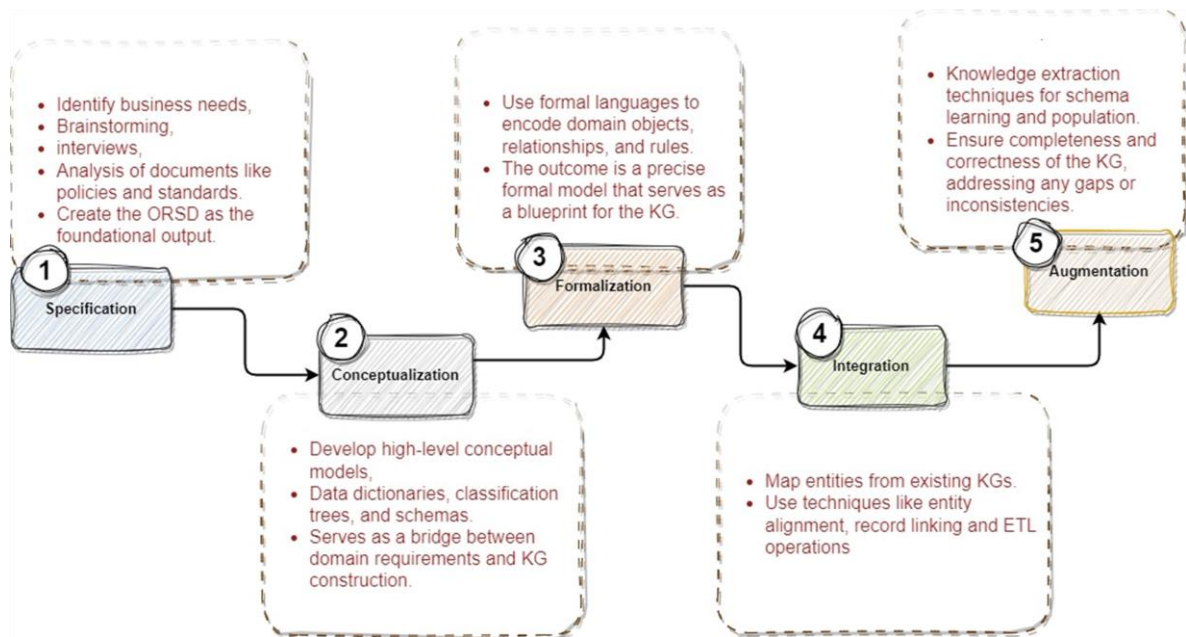 • Identify business needs,
• Brainstorming,
• interviews,
• Analysis of documents like
policies and standards.
• Create the ORSD as the
foundational output.
1
Specification
2
Conceptualization
• Develop high-level conceptual
models,
• Data dictionaries, classification
trees, and schemas.
• Serves as a bridge between
domain requirements and KG
construction.
• Use formal languages to
encode domain objects,
relationships, and rules.
• The outcome is a precise
formal model that serves as
a blueprint for the KG.
3
Formalization
4
Integration
• Map entities from existing KGs.
• Use techniques like entity
alignment, record linking and ETL
operations
• Knowledge extraction
techniques for schema
learning and population.
• Ensure completeness and
correctness of the KG,
addressing any gaps or
inconsistencies.
5
Augmentation